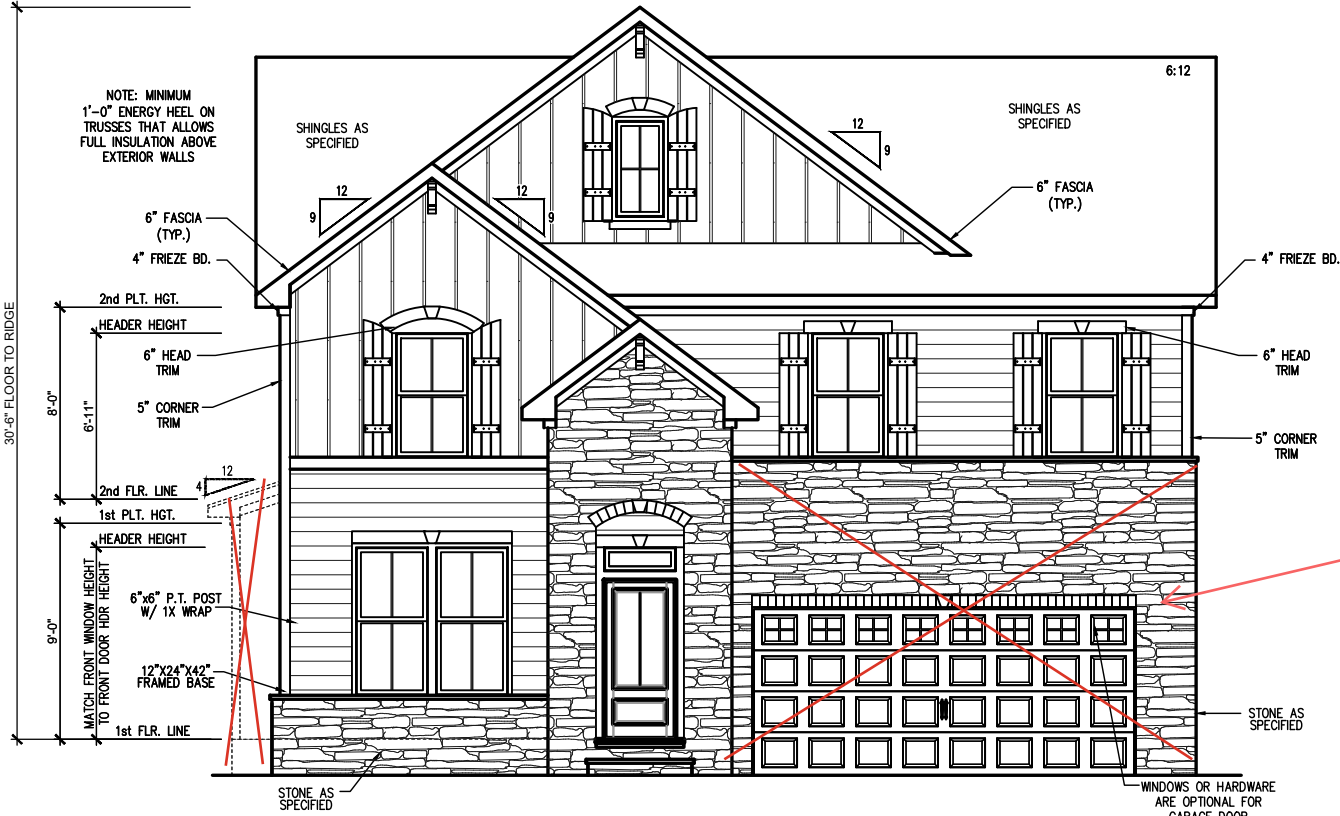 6:12
NOTE: MINIMUM
1'-0" ENERGY HEEL ON
TRUSSES THAT ALLOWS
FULL INSULATION ABOVE
EXTERIOR WALLS
SHINGLES AS
SPECIFIED
SHINGLES AS
SPECIFIED
12
9
12
9
12
9
6" FASCIA
(TYP.)
6" FASCIA
(TYP.)
4" FRIEZE BD.
4" FRIEZE BD.
2nd PLT. HGT.
HEADER HEIGHT
6" HEAD
TRIM
6" HEAD
TRIM
5" CORNER
TRIM
5" CORNER
TRIM
30'-6" FLOOR TO RIDGE
8'-0"
6'-11"
12
4
2nd FLR. LINE
1st PLT. HGT.
HEADER HEIGHT
9'-0"
MATCH FRONT WINDOW HEIGHT
TO FRONT DOOR HDR HEIGHT
6"x6" P.T. POST
W/ 1X WRAP
12"X24"X42"
FRAMED BASE
1st FLR. LINE
STONE AS
SPECIFIED
STONE AS
SPECIFIED
WINDOWS OR HARDWARE
ARE OPTIONAL FOR
GARAGE DOOR